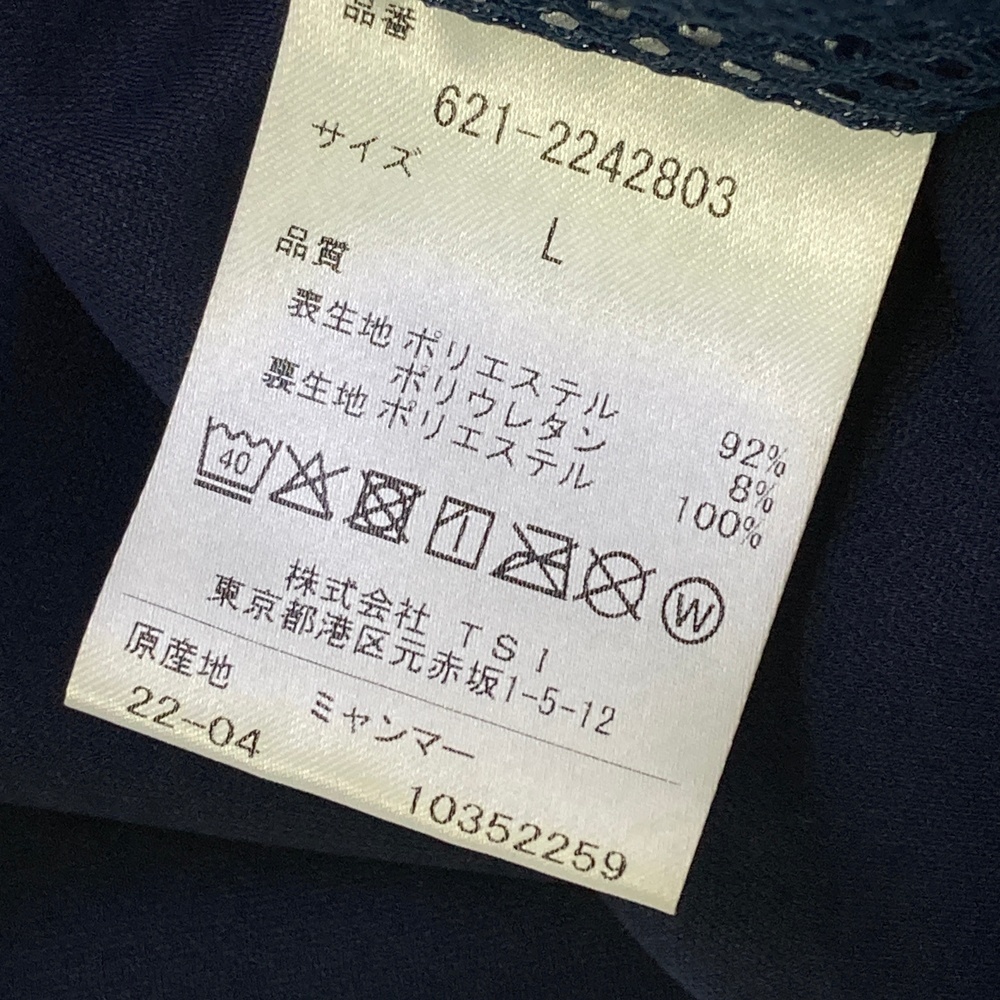 品番
621-2242803
サイズ
L
品質
表生地 ポリエステル 92%
ポリウレタン 8%
裏生地 ポリエステル 100%
40
W
株式会社 TSI
東京都港区元赤坂1-5-12
原産地 ミャンマー
22-04 10352259